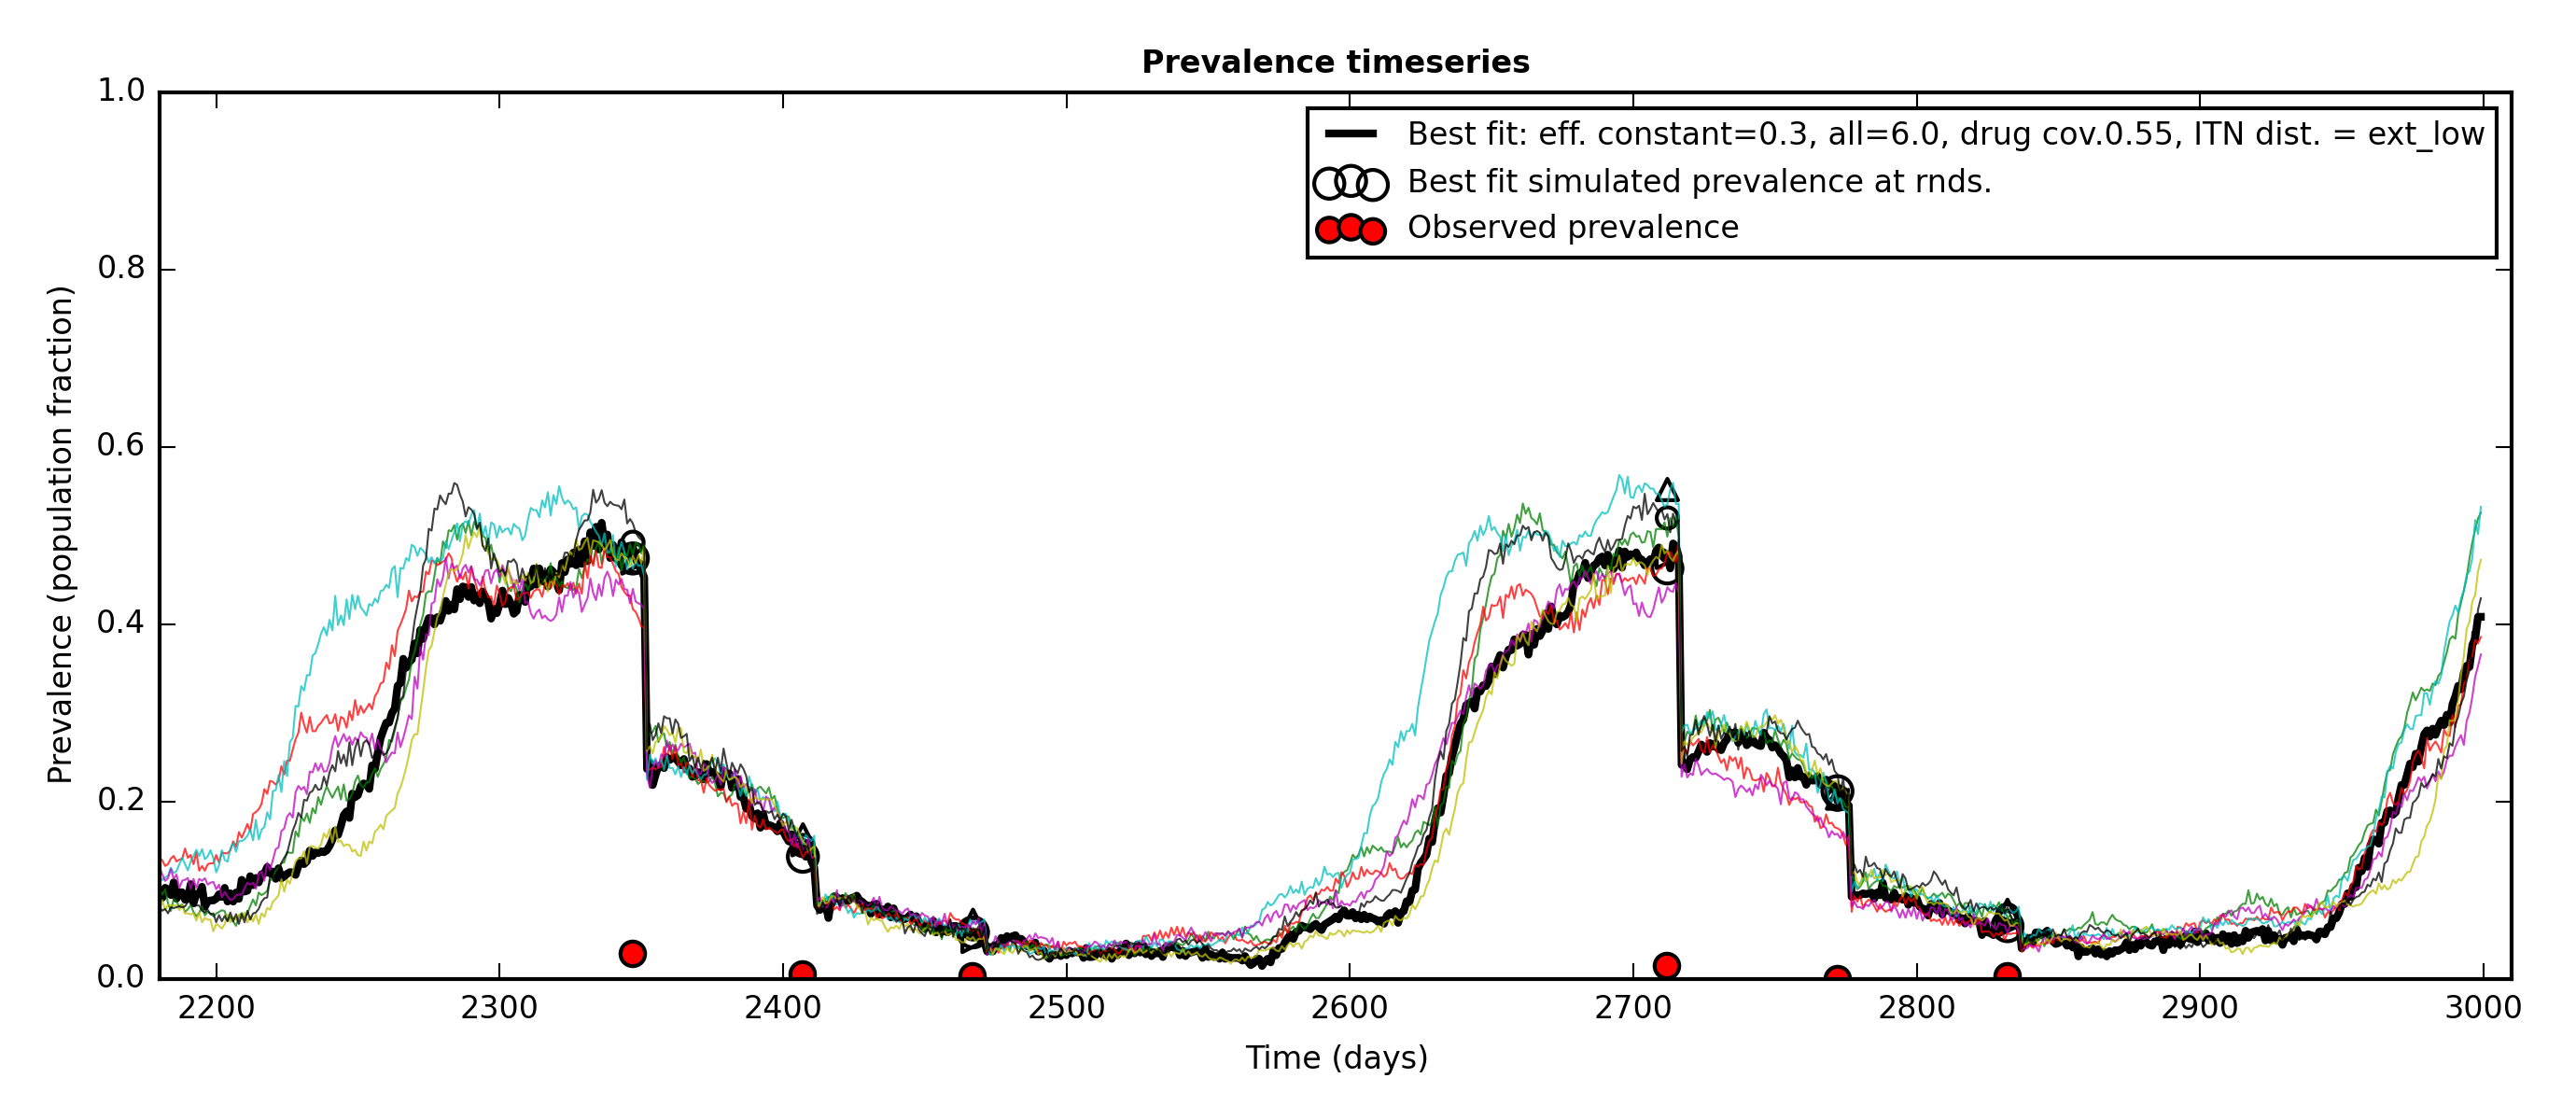 Prevalence timeseries
Best fit: eff. constant=0.3, all=6.0, drug cov.0.55, ITN dist. = ext_low
Best fit simulated prevalence at rnds.
Observed prevalence
Prevalence (population fraction)
1.0
0.8
0.6
0.4
0.2
0.0
2200 2300 2400 2500 2600 2700 2800 2900 3000
Time (days)